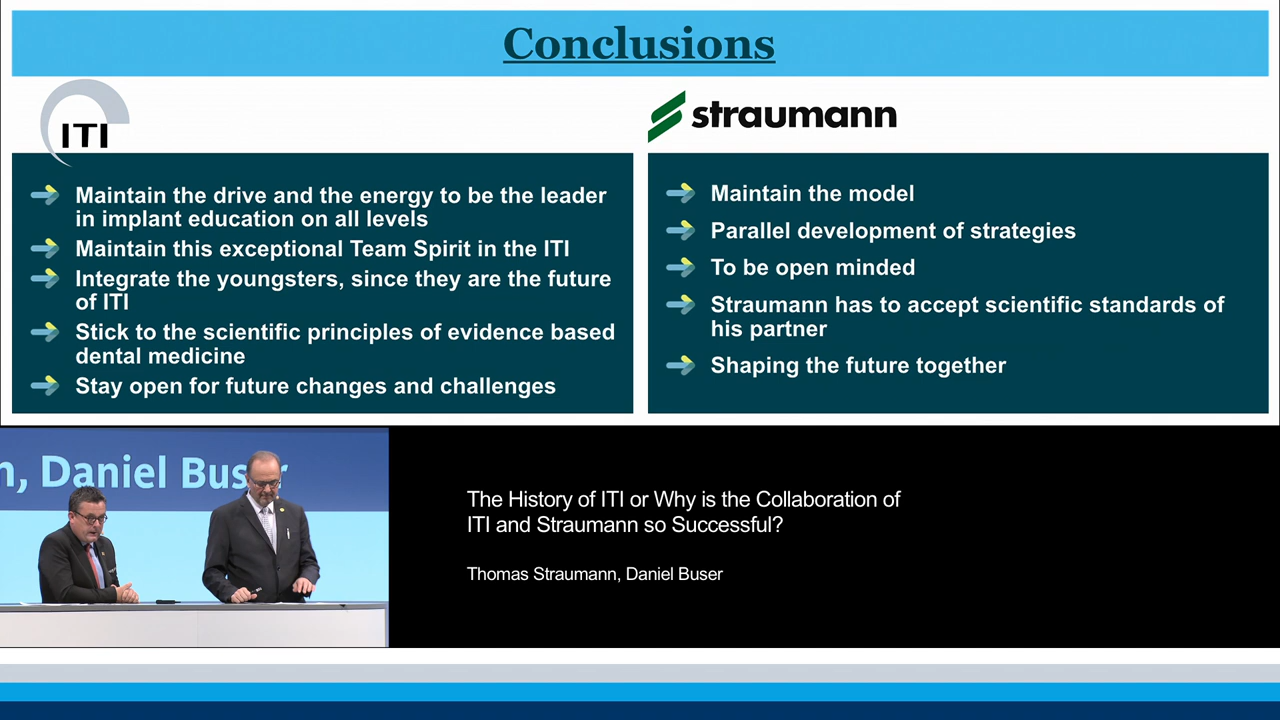 Conclusions
ITI
straumann
Maintain the drive and the energy to be the leader
in implant education on all levels
Maintain this exceptional Team Spirit in the ITI
Integrate the youngsters, since they are the future
of ITI
Stick to the scientific principles of evidence based
dental medicine
Stay open for future changes and challenges
Maintain the model
Parallel development of strategies
To be open minded
Straumann has to accept scientific standards of
his partner
Shaping the future together
n, Daniel Buser
The History of ITI or Why is the Collaboration of
ITI and Straumann so Successful?
Thomas Straumann, Daniel Buser